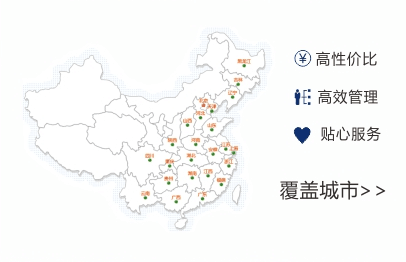 黑龙江
吉林
辽宁
北京
天津
河北
山西
山东
陕西
河南
江苏
上海
安徽
四川
重庆
湖北
浙江
湖南
江西
贵州
福建
云南
广西
广东
¥ 高性价比
高效管理
贴心服务
覆盖城市>>